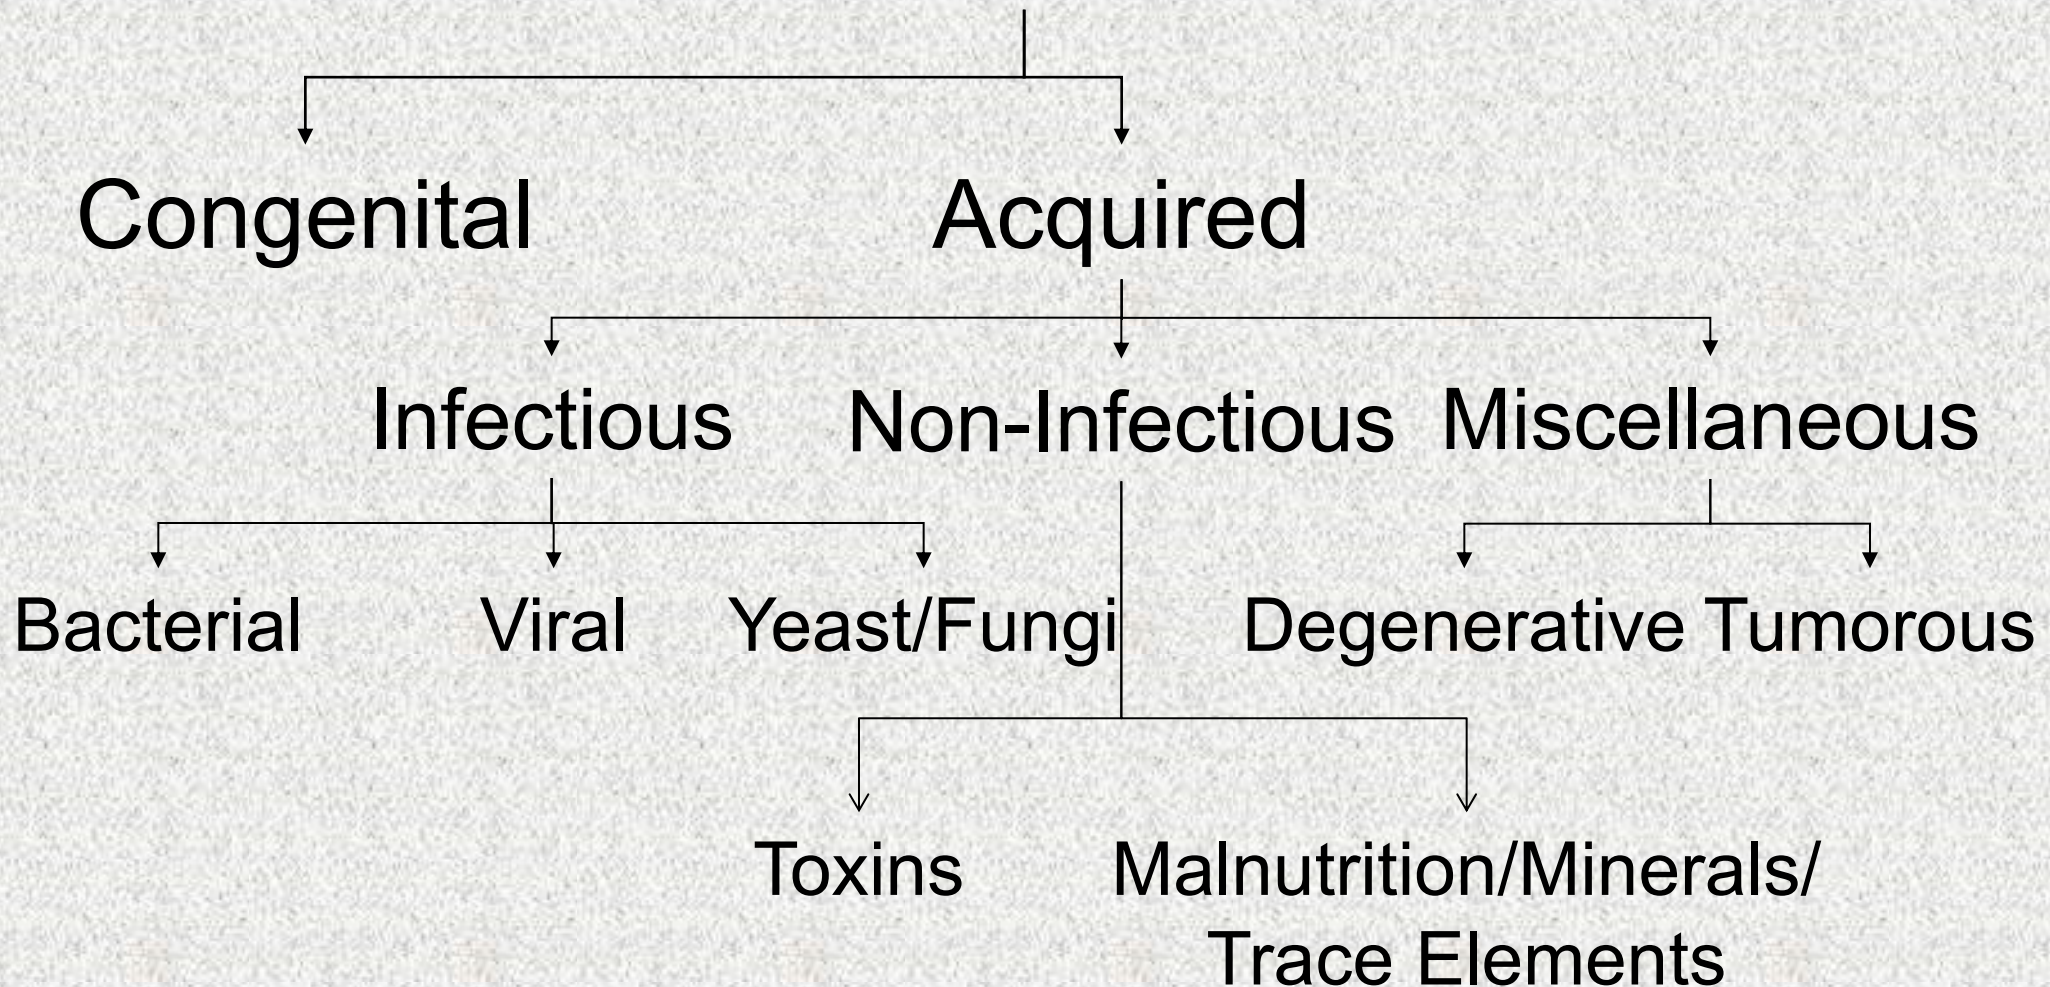 Congenital Acquired
Infectious Non-Infectious Miscellaneous
Bacterial Viral Yeast/Fungi Degenerative Tumorous
Toxins Malnutrition/Minerals/
Trace Elements